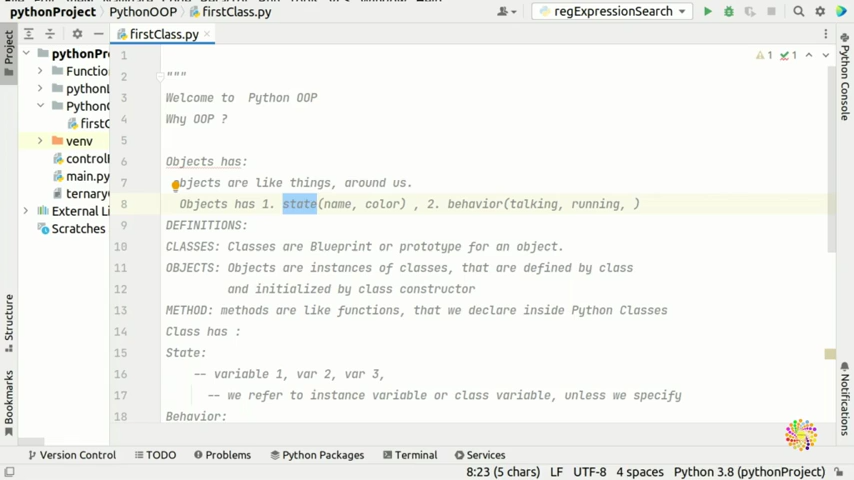 pythonProject PythonOOP firstClass.py regExpressionSearch
Project firstClass.py
pythonPro
Function
pythonL
PythonO
firstC
venv
controlF
main.py
ternary
External Li
Scratches
Structure
Bookmarks
1
2 """
3 Welcome to Python OOP
4 Why OOP ?
5
6 Objects has:
7 objects are like things, around us.
8 Objects has 1. state(name, color) , 2. behavior(talking, running, )
9 DEFINITIONS:
10 CLASSES: Classes are Blueprint or prototype for an object.
11 OBJECTS: Objects are instances of classes, that are defined by class
12 and initialized by class constructor
13 METHOD: methods are like functions, that we declare inside Python Classes
14 Class has :
15 State:
16 -- variable 1, var 2, var 3,
17 -- we refer to instance variable or class variable, unless we specify
18 Behavior:
1 1
Python Console
Notifications
Version Control TODO Problems Python Packages Terminal Services
8:23 (5 chars) LF UTF-8 4 spaces Python 3.8 (pythonProject)